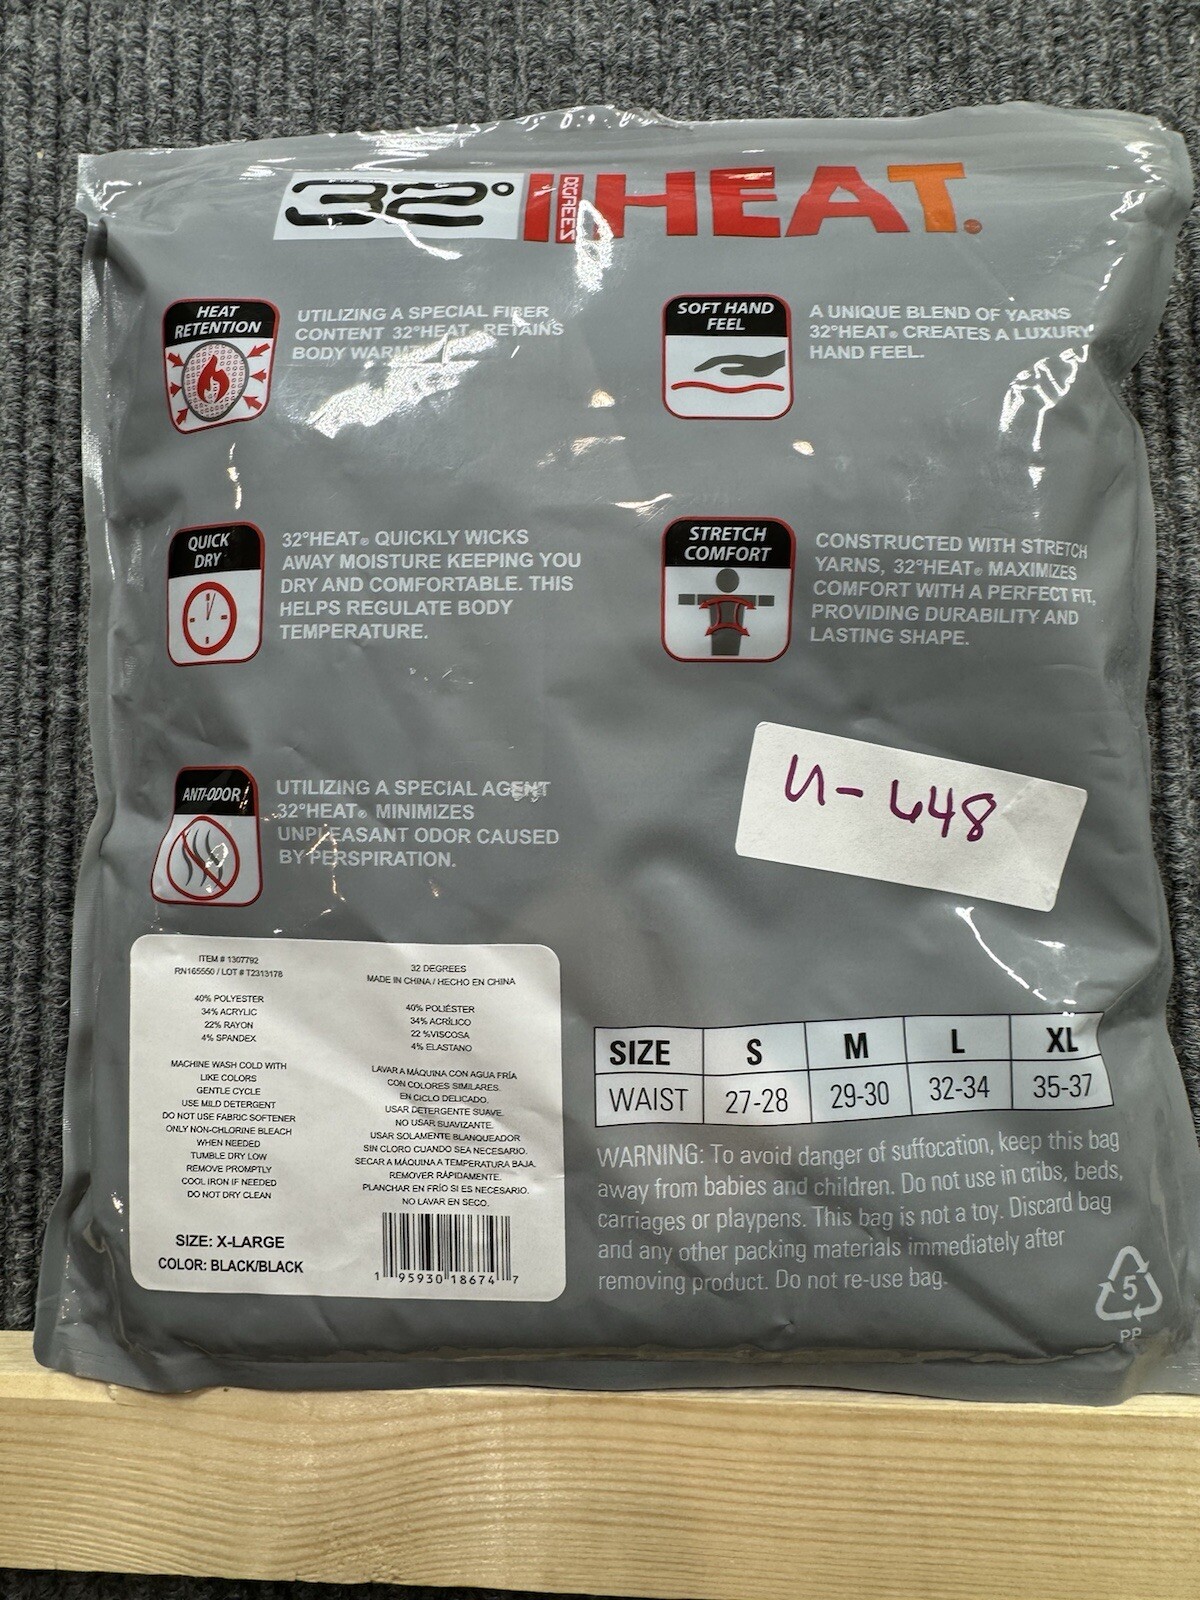 32° DEGREES HEAT®
HEAT
RETENTION
UTILIZING A SPECIAL FIBER
CONTENT 32°HEAT® RETAINS
BODY
SOFT HAND
FEEL
A UNIQUE BLEND OF YARNS
32°HEAT® CREATES A LUXURY
HAND FEEL.
QUICK
DRY
32°HEAT® QUICKLY WICKS
AWAY MOISTURE KEEPING YOU
DRY AND COMFORTABLE. THIS
HELPS REGULATE BODY
TEMPERATURE.
STRETCH
COMFORT
CONSTRUCTED WITH STRETCH
YARNS, 32°HEAT® MAXIMIZES
COMFORT WITH A PERFECT FIT,
PROVIDING DURABILITY AND
LASTING SHAPE.
ANTI-ODOR
UTILIZING A SPECIAL AGENT
32°HEAT® MINIMIZES
UNPLEASANT ODOR CAUSED
BY PERSPIRATION.
U-648
ITEM # 1307792
RN165550 / LOT # T2313178
40% POLYESTER
34% ACRYLIC
22% RAYON
4% SPANDEX
MACHINE WASH COLD WITH
LIKE COLORS
GENTLE CYCLE
USE MILD DETERGENT
DO NOT USE FABRIC SOFTENER
ONLY NON-CHLORINE BLEACH
WHEN NEEDED
TUMBLE DRY LOW
REMOVE PROMPTLY
COOL IRON IF NEEDED
DO NOT DRY CLEAN
SIZE: X-LARGE
COLOR: BLACK/BLACK
32 DEGREES
MADE IN CHINA / HECHO EN CHINA
40% POLIÉSTER
34% ACRÍLICO
22 %VISCOSA
4% ELASTANO
LAVAR A MÁQUINA CON AGUA FRÍA
CON COLORES SIMILARES.
EN CICLO DELICADO.
USAR DETERGENTE SUAVE.
NO USAR SUAVIZANTE.
USAR SOLAMENTE BLANQUEADOR
SIN CLORO CUANDO SEA NECESARIO.
SECAR A MÁQUINA A TEMPERATURA BAJA.
REMOVER RÁPIDAMENTE.
PLANCHAR EN FRÍO SI ES NECESARIO.
NO LAVAR EN SECO.
1 95930 18674 7
SIZE S M L XL
WAIST 27-28 29-30 32-34 35-37
WARNING: To avoid danger of suffocation, keep this bag
away from babies and children. Do not use in cribs, beds,
carriages or playpens. This bag is not a toy. Discard bag
and any other packing materials immediately after
removing product. Do not re-use bag.
5
PP